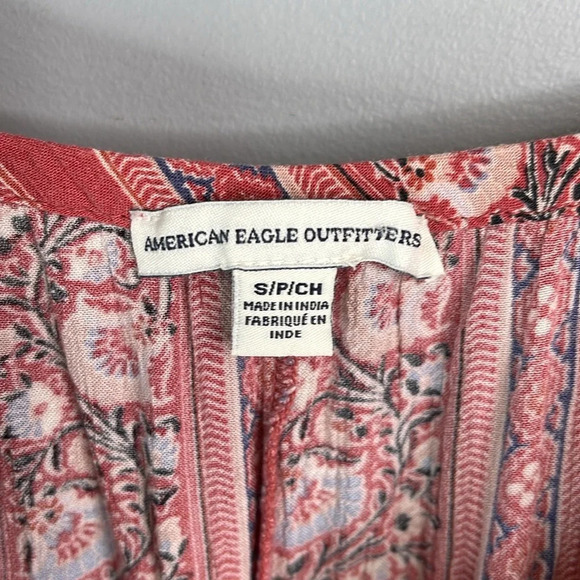 AMERICAN EAGLE OUTFITTERS
S/P/CH
MADE IN INDIA
FABRIQUÉ EN
INDE